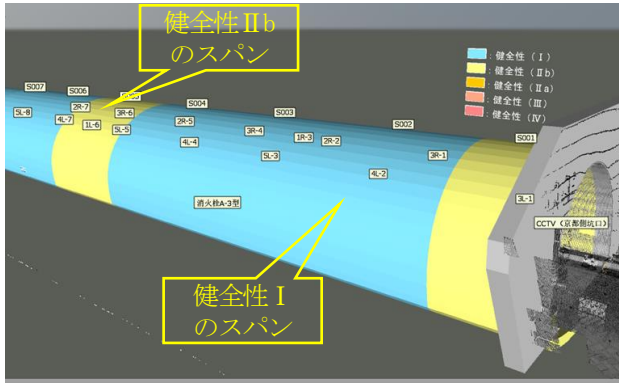 健全性Ⅱb
のスパン
:健全性(Ⅰ)
:健全性(Ⅱb)
:健全性(Ⅱa)
:健全性(Ⅲ)
:健全性(Ⅳ)
S007
S006
S004
S003
S002
S001
5L-8
4L-7
2R-7
1L-6
3R-6
5L-5
2R-5
4L-4
3R-4
5L-3
1R-3
2R-2
4L-2
3R-1
3L-1
消火栓A-3型
CCTV(京都側坑口)
健全性Ⅰ
のスパン